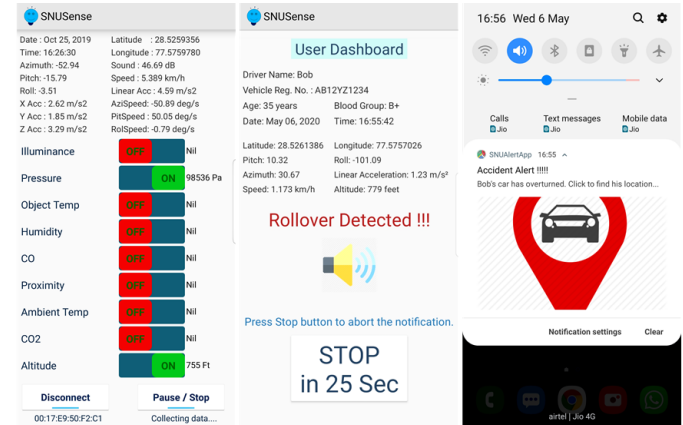 SNUSense
Date : Oct 25, 2019 Latitude : 28.5259356
Time: 16:26:30 Longitude : 77.5759780
Azimuth: -52.94 Sound : 46.69 dB
Pitch: -15.79 Speed : 5.389 km/h
Roll: -3.51 Linear Acc : 4.59 m/s2
X Acc : 2.62 m/s2 AziSpeed: -50.89 deg/s
Y Acc : 1.85 m/s2 PitSpeed : 50.05 deg/s
Z Acc : 3.29 m/s2 RolSpeed: -0.79 deg/s
Illuminance OFF Nil
Pressure ON 98536 Pa
Object Temp OFF Nil
Humidity OFF Nil
CO OFF Nil
Proximity OFF Nil
Ambient Temp OFF Nil
CO2 OFF Nil
Altitude ON 755 Ft
Disconnect Pause / Stop
00:17:E9:50:F2:C1 Collecting data....
SNUSense
User Dashboard
Driver Name: Bob
Vehicle Reg. No. : AB12YZ1234
Age: 35 years Blood Group: B+
Date: May 06, 2020 Time: 16:55:42
Latitude: 28.5261386 Longitude: 77.5757026
Pitch: 10.32 Roll: -101.09
Azimuth: 30.67 Linear Acceleration: 1.23 m/s²
Speed: 1.173 km/h Altitude: 779 feet
Rollover Detected !!!
Press Stop button to abort the notification.
STOP
in 25 Sec
16:56 Wed 6 May
Calls Text messages Mobile data
Jio Jio Jio
SNUAlertApp 16:55
Accident Alert !!!!!
Bob's car has overturned. Click to find his location...
Notification settings Clear
airtel | Jio 4G